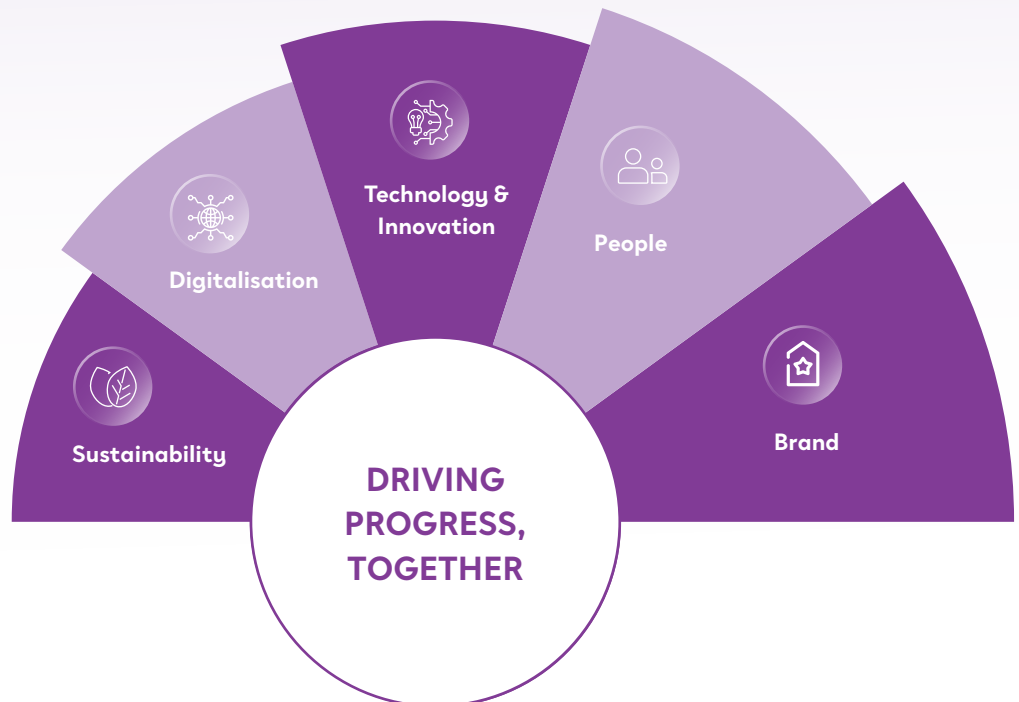 Technology &
Innovation
People
Digitalisation
Brand
Sustainability
DRIVING
PROGRESS,
TOGETHER